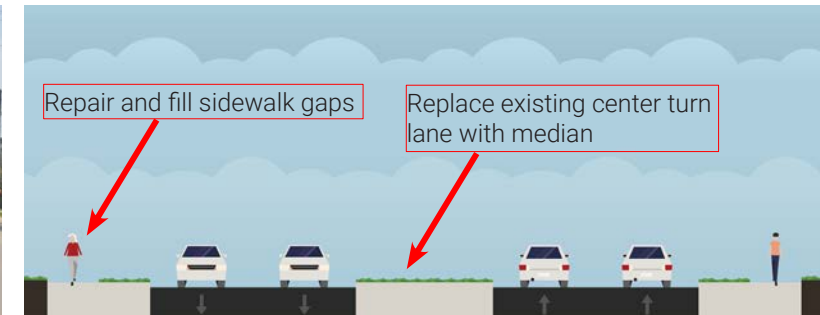 Repair and fill sidewalk gaps
Replace existing center turn
lane with median